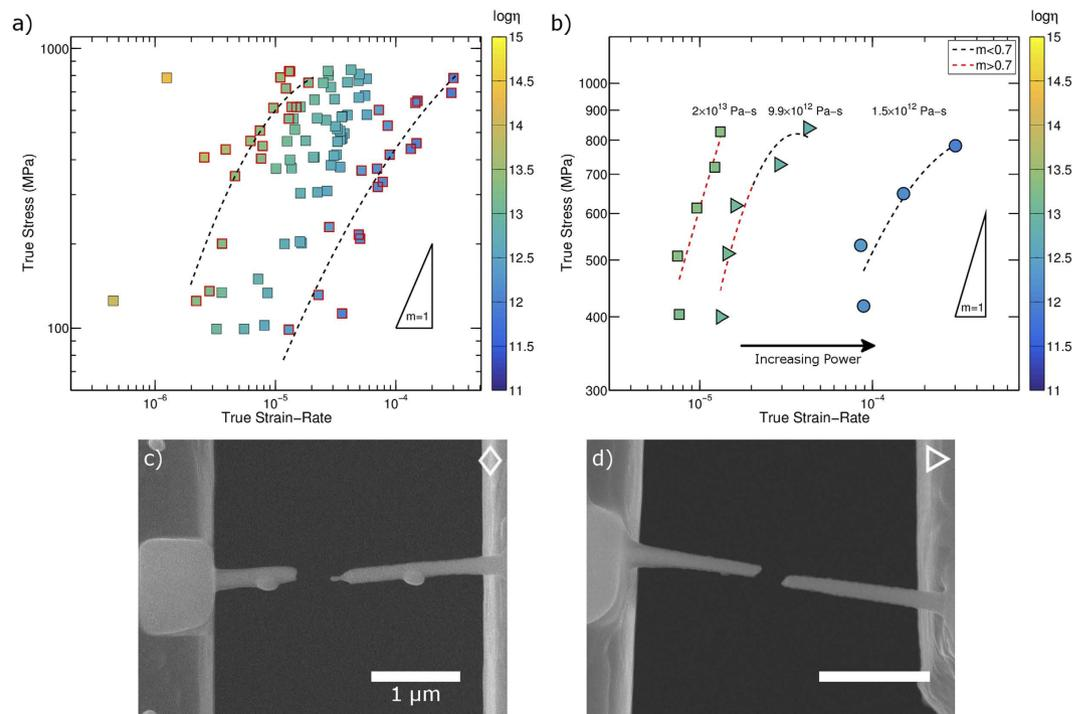 a)
logη
1000
100
True Stress (MPa)
10⁻⁶
10⁻⁵
10⁻⁴
True Strain–Rate
m=1
15
14.5
14
13.5
13
12.5
12
11.5
11
b)
logη
m<0.7
m>0.7
2×10¹³ Pa–s
9.9×10¹² Pa–s
1.5×10¹² Pa–s
1000
900
800
700
600
500
400
300
True Stress (MPa)
m=1
Increasing Power
10⁻⁵
10⁻⁴
True Strain–Rate
15
14.5
14
13.5
13
12.5
12
11.5
11
c)
1 μm
d)